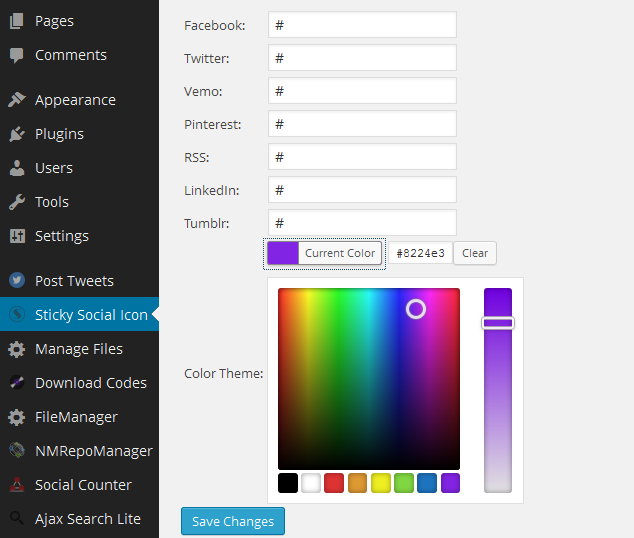 Pages
Comments
Appearance
Plugins
Users
Tools
Settings
Post Tweets
Sticky Social Icon
Manage Files
Download Codes
FileManager
NMRepoManager
Social Counter
Ajax Search Lite
Facebook: #
Twitter: #
Vemo: #
Pinterest: #
RSS: #
LinkedIn: #
Tumblr: #
Current Color #8224e3 Clear
Color Theme:
Save Changes